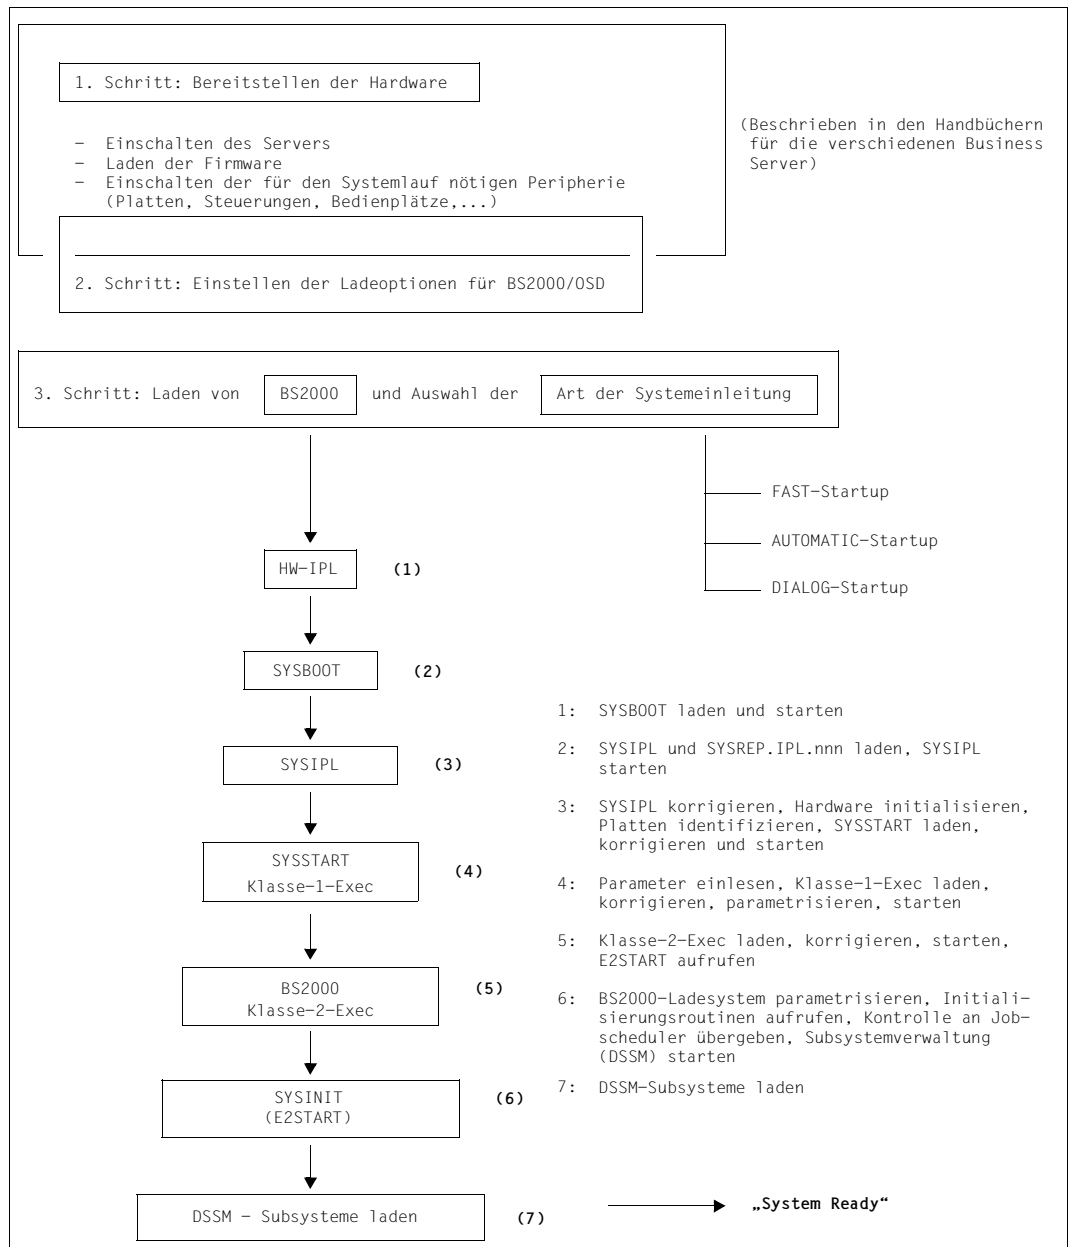 1. Schritt: Bereitstellen der Hardware
– Einschalten des Servers
– Laden der Firmware
– Einschalten der für den Systemlauf nötigen Peripherie
(Platten, Steuerungen, Bedienplätze,...)
(Beschrieben in den Handbüchern
für die verschiedenen Business
Server)
2. Schritt: Einstellen der Ladeoptionen für BS2000/OSD
3. Schritt: Laden von BS2000 und Auswahl der Art der Systemeinleitung
FAST–Startup
AUTOMATIC–Startup
DIALOG–Startup
HW–IPL (1)
SYSBOOT (2)
SYSIPL (3)
SYSSTART
Klasse–1–Exec (4)
BS2000
Klasse–2–Exec (5)
SYSINIT
(E2START) (6)
DSSM – Subsysteme laden (7)
„System Ready“
1: SYSBOOT laden und starten
2: SYSIPL und SYSREP.IPL.nnn laden, SYSIPL
starten
3: SYSIPL korrigieren, Hardware initialisieren,
Platten identifizieren, SYSSTART laden,
korrigieren und starten
4: Parameter einlesen, Klasse–1–Exec laden,
korrigieren, parametrisieren, starten
5: Klasse–2–Exec laden, korrigieren, starten,
E2START aufrufen
6: BS2000–Ladesystem parametrisieren, Initiali–
sierungsroutinen aufrufen, Kontrolle an Job–
scheduler übergeben, Subsystemverwaltung
(DSSM) starten
7: DSSM–Subsysteme laden